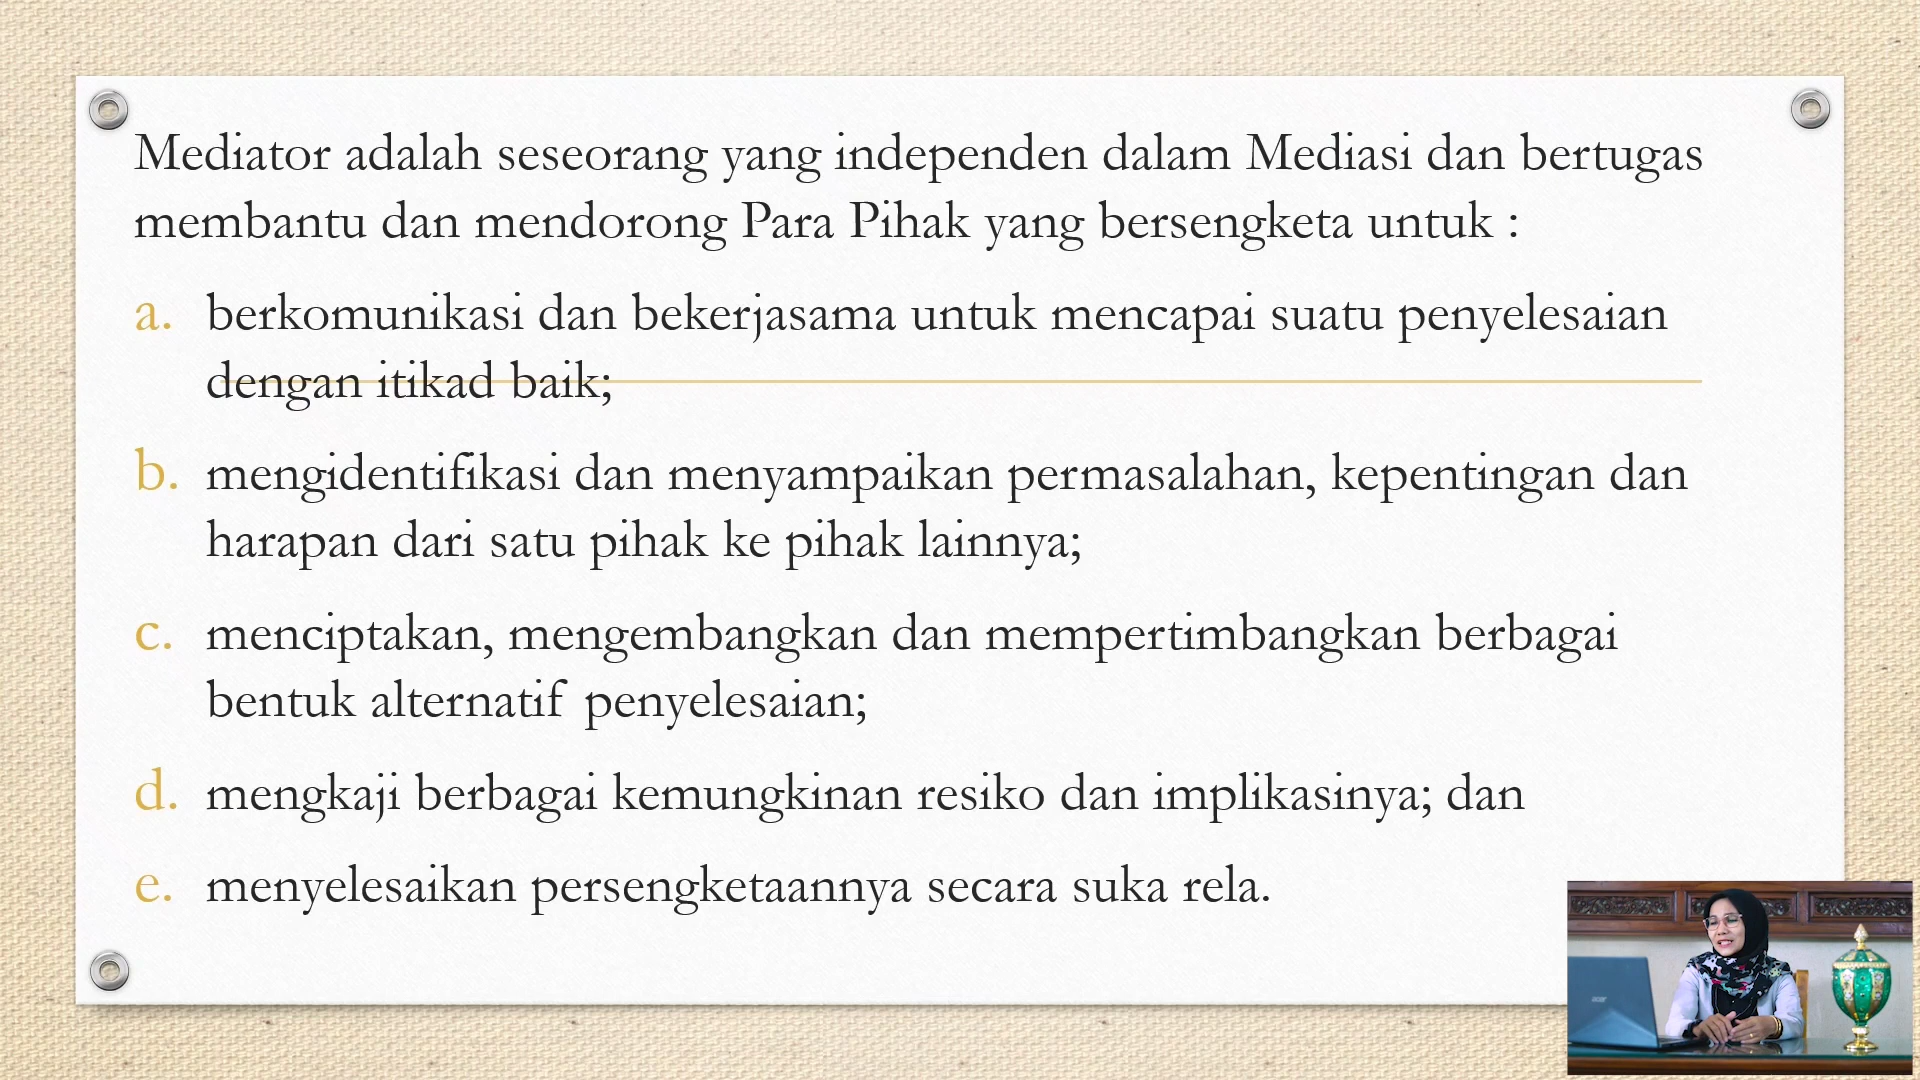 Mediator adalah seseorang yang independen dalam Mediasi dan bertugas
membantu dan mendorong Para Pihak yang bersengketa untuk :
a. berkomunikasi dan bekerjasama untuk mencapai suatu penyelesaian
dengan itikad baik;
b. mengidentifikasi dan menyampaikan permasalahan, kepentingan dan
harapan dari satu pihak ke pihak lainnya;
c. menciptakan, mengembangkan dan mempertimbangkan berbagai
bentuk alternatif penyelesaian;
d. mengkaji berbagai kemungkinan resiko dan implikasinya; dan
e. menyelesaikan persengketaannya secara suka rela.
acer